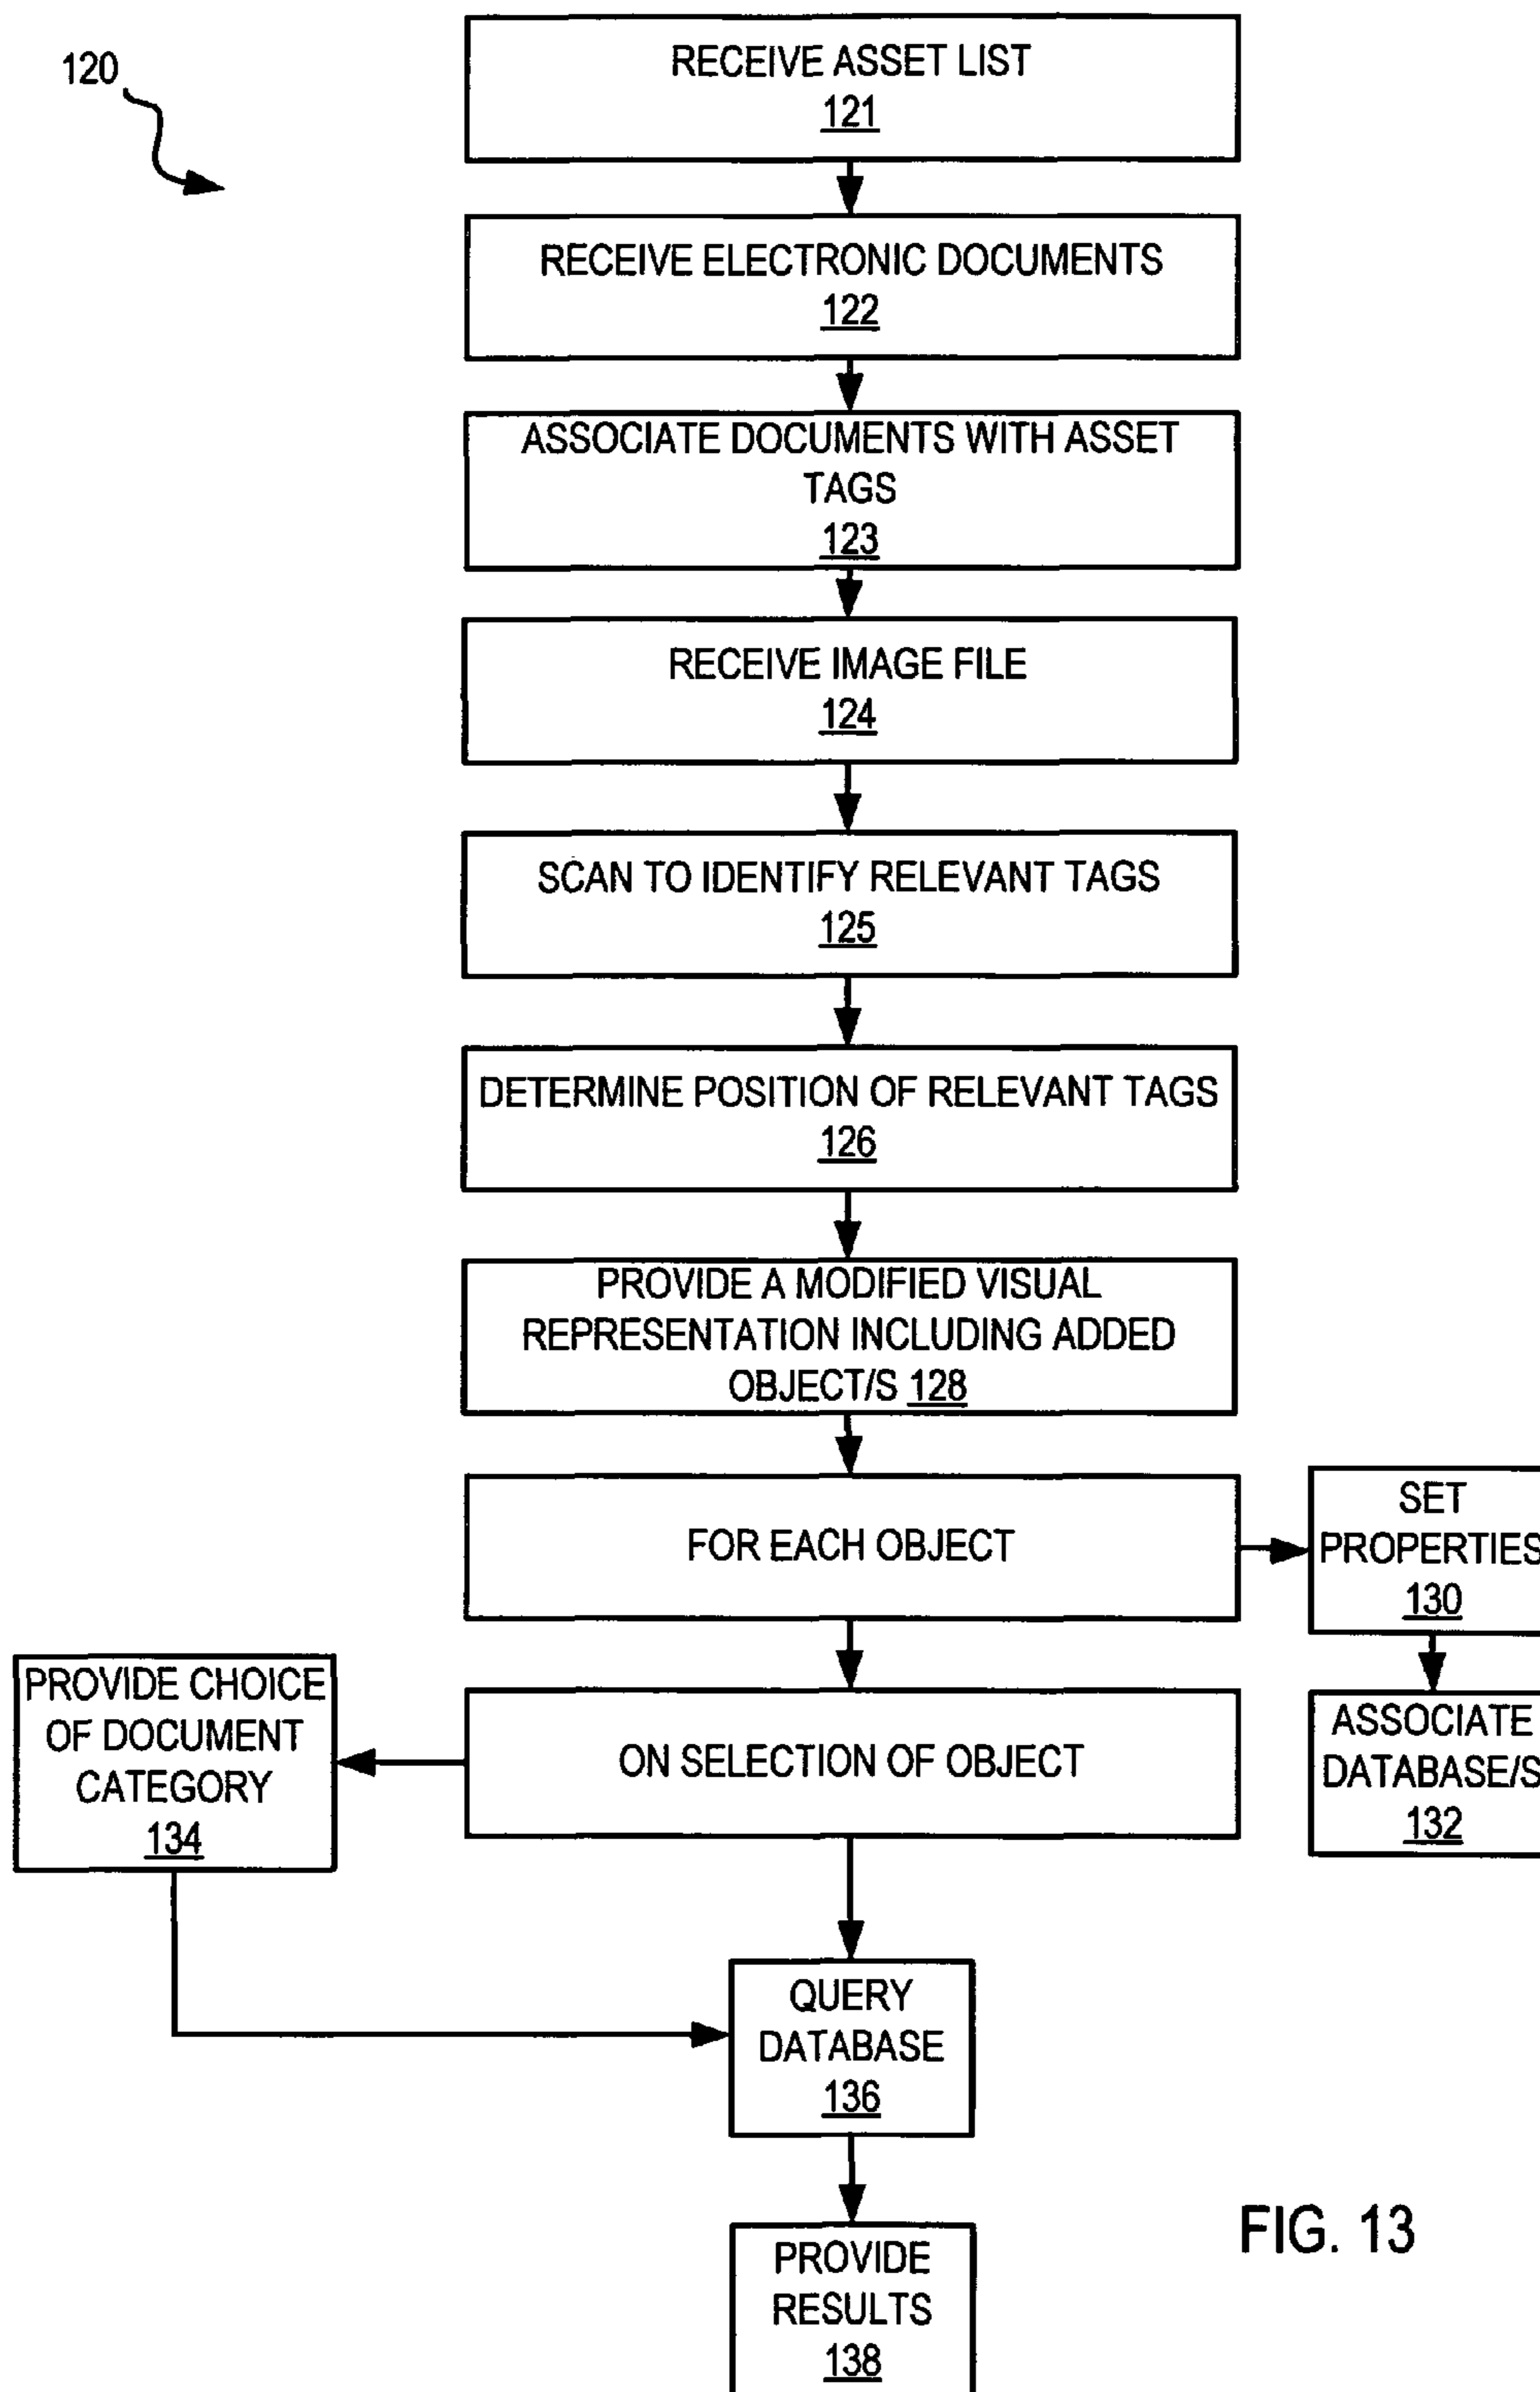 120
RECEIVE ASSET LIST
121
RECEIVE ELECTRONIC DOCUMENTS
122
ASSOCIATE DOCUMENTS WITH ASSET
TAGS
123
RECEIVE IMAGE FILE
124
SCAN TO IDENTIFY RELEVANT TAGS
125
DETERMINE POSITION OF RELEVANT TAGS
126
PROVIDE A MODIFIED VISUAL
REPRESENTATION INCLUDING ADDED
OBJECT/S 128
FOR EACH OBJECT
SET
PROPERTIES
130
ASSOCIATE
DATABASE/S
132
ON SELECTION OF OBJECT
PROVIDE CHOICE
OF DOCUMENT
CATEGORY
134
QUERY
DATABASE
136
PROVIDE
RESULTS
138
FIG. 13